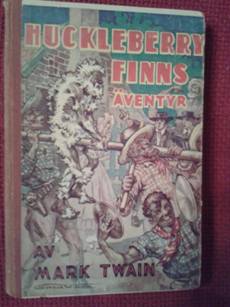 HUCKLEBERRY
FINNS
ÄVENTYR
AV
MARK TWAIN